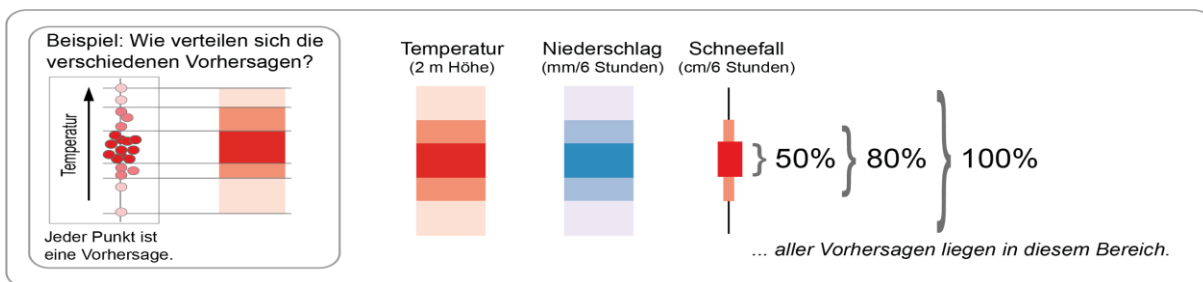 Beispiel: Wie verteilen sich die
verschiedenen Vorhersagen?
Temperatur
Jeder Punkt ist
eine Vorhersage.
Temperatur
(2 m Höhe)
Niederschlag
(mm/6 Stunden)
Schneefall
(cm/6 Stunden)
50%
80%
100%
... aller Vorhersagen liegen in diesem Bereich.